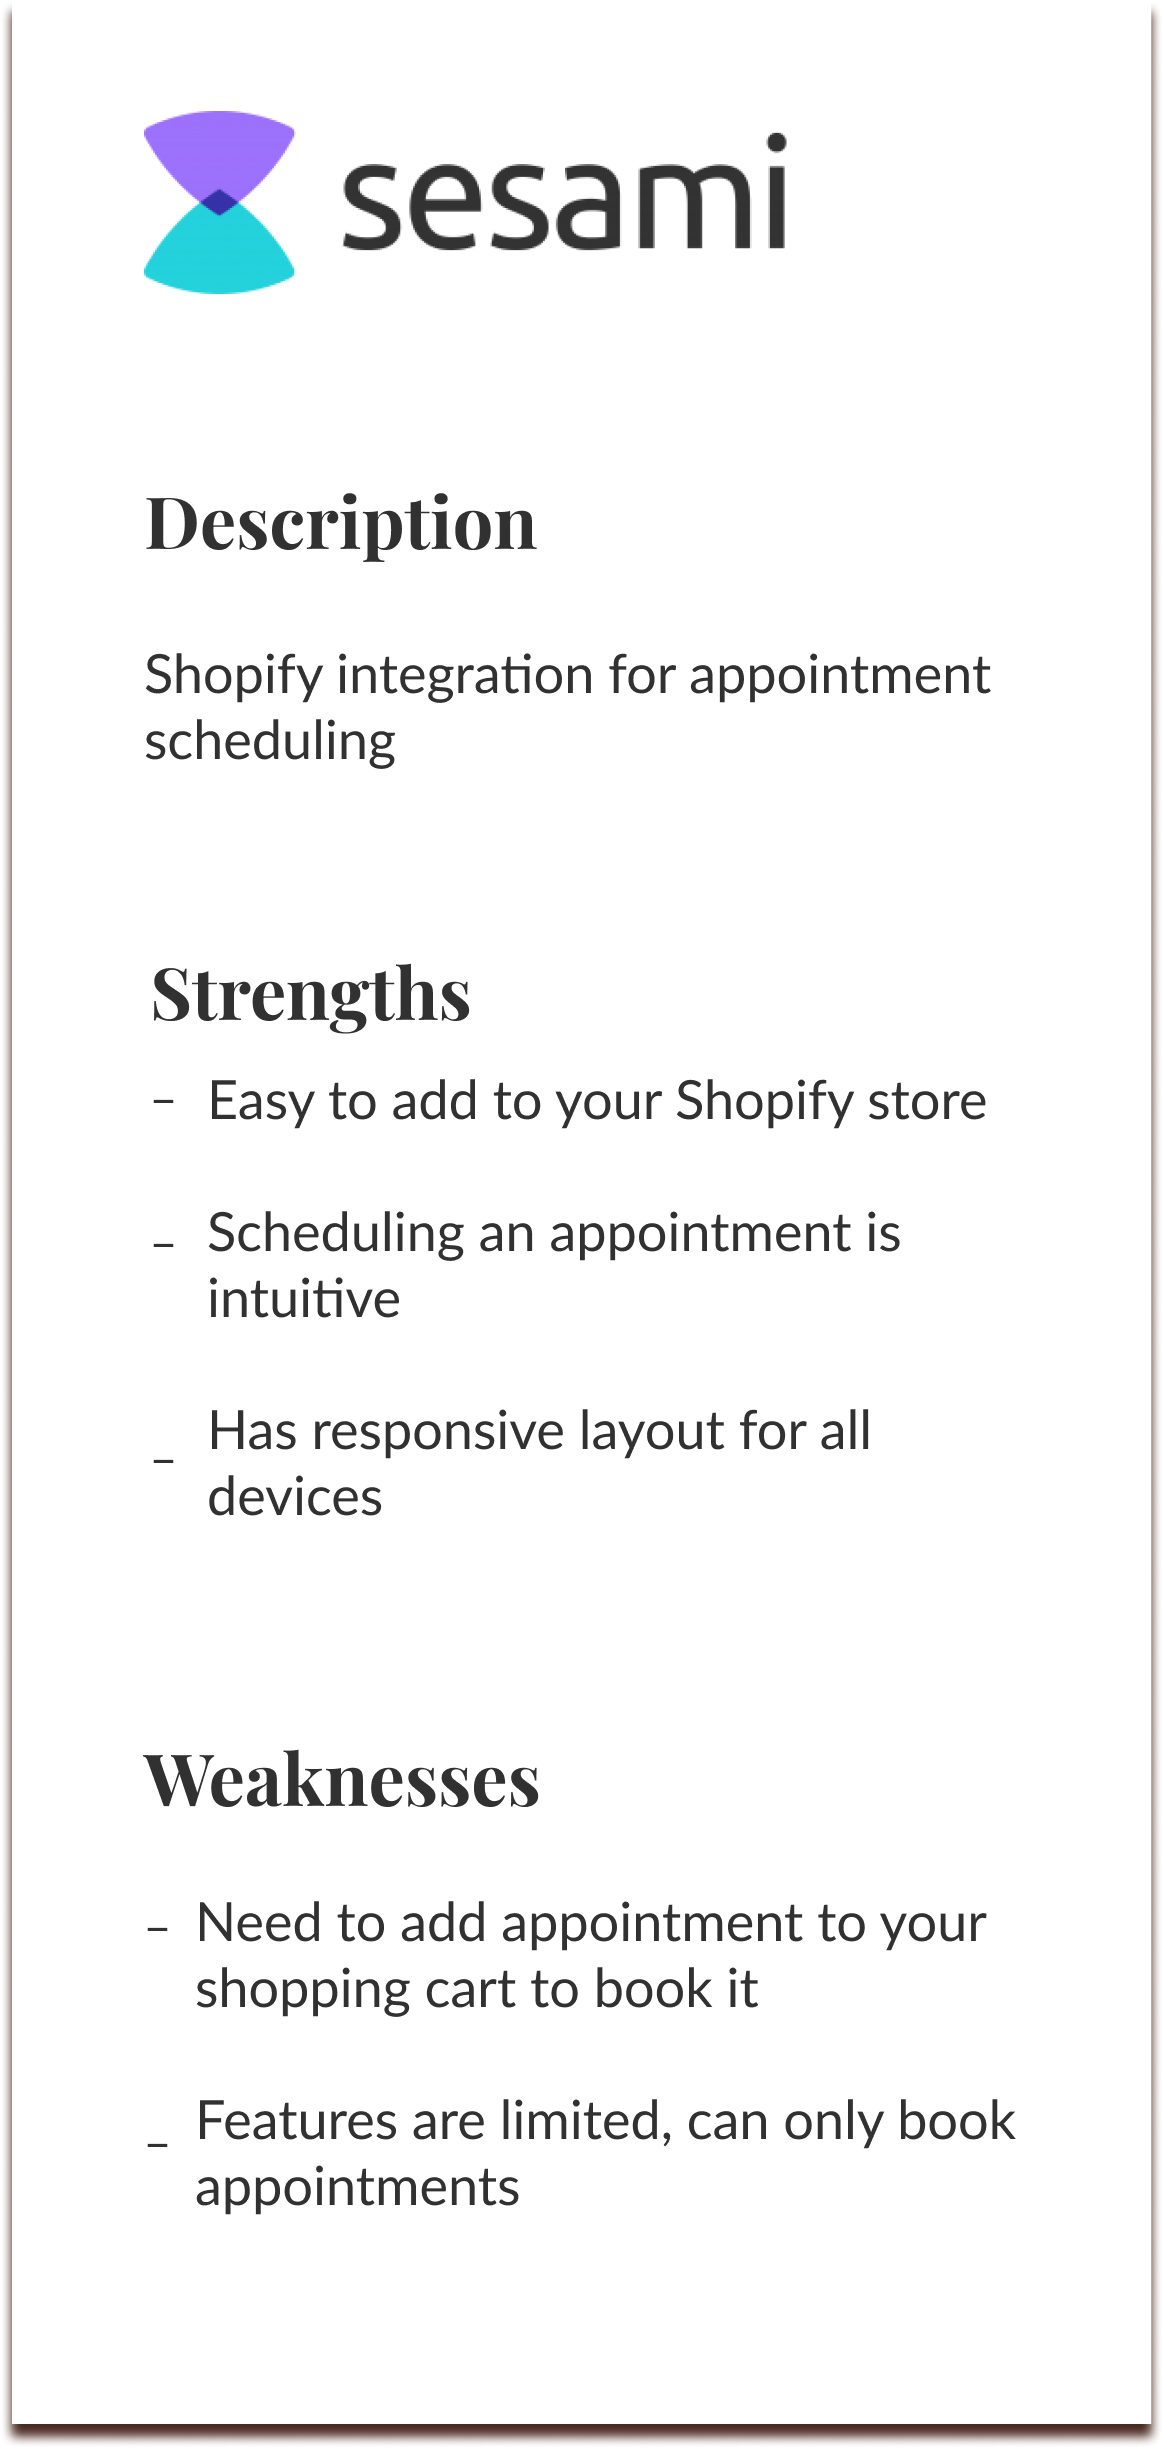 sesami
Description
Shopify integration for appointment
scheduling
Strengths
– Easy to add to your Shopify store
– Scheduling an appointment is
intuitive
– Has responsive layout for all
devices
Weaknesses
– Need to add appointment to your
shopping cart to book it
– Features are limited, can only book
appointments